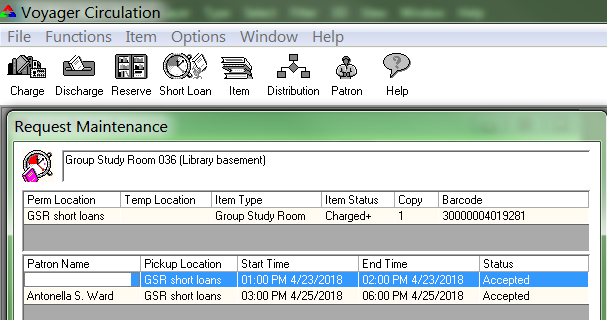 Voyager Circulation
File Functions Item Options Window Help
Charge Discharge Reserve Short Loan Item Distribution Patron Help
Request Maintenance
Group Study Room 036 (Library basement)
Perm Location Temp Location Item Type Item Status Copy Barcode
GSR short loans Group Study Room Charged+ 1 30000004019281
Patron Name Pickup Location Start Time End Time Status
GSR short loans 01:00 PM 4/23/2018 02:00 PM 4/23/2018 Accepted
Antonella S. Ward GSR short loans 03:00 PM 4/25/2018 06:00 PM 4/25/2018 Accepted